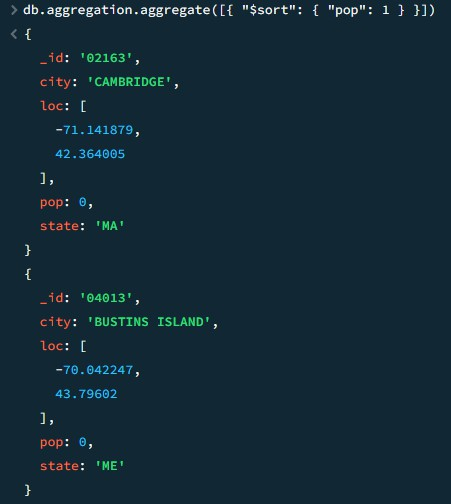 > db.aggregation.aggregate([{ "$sort": { "pop": 1 } }])
< {
_id: '02163',
city: 'CAMBRIDGE',
loc: [
-71.141879,
42.364005
],
pop: 0,
state: 'MA'
}
{
_id: '04013',
city: 'BUSTINS ISLAND',
loc: [
-70.042247,
43.79602
],
pop: 0,
state: 'ME'
}